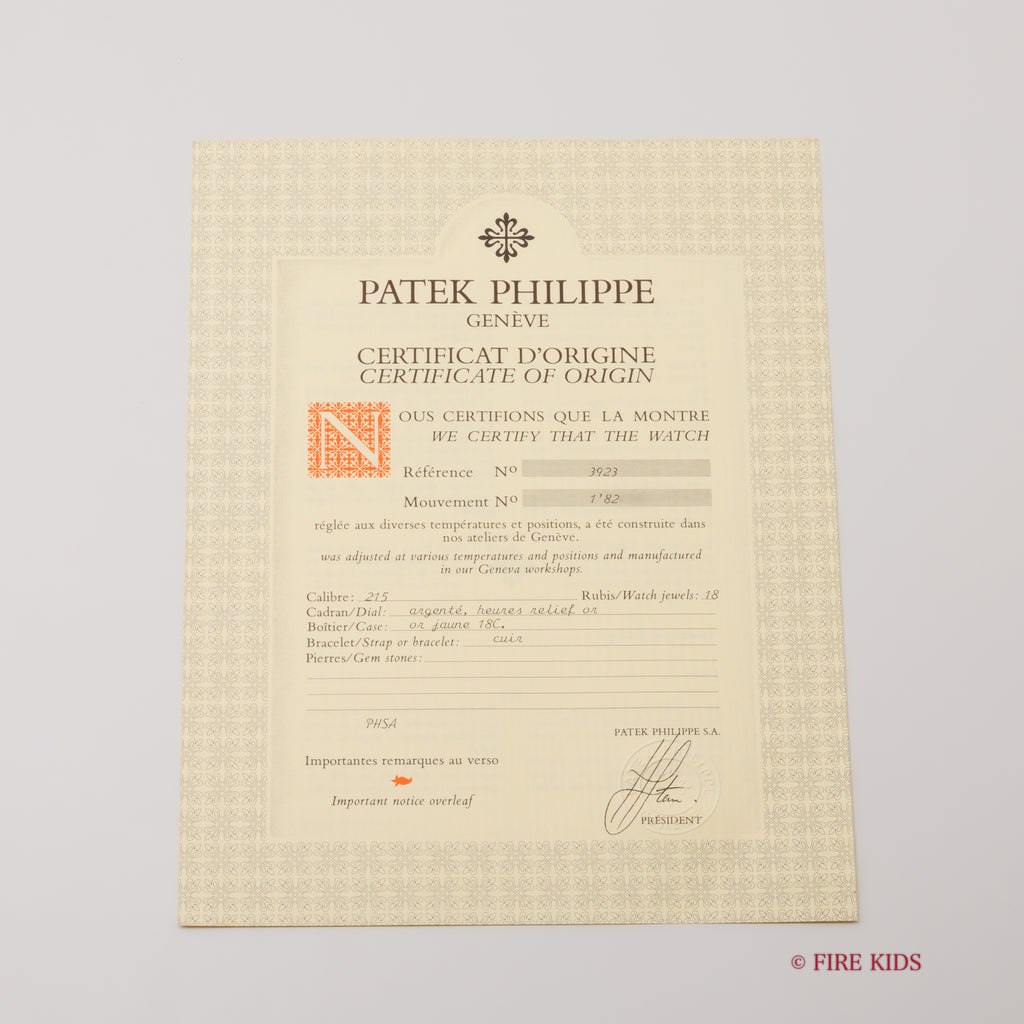 PATEK PHILIPPE
GENÈVE
CERTIFICAT D'ORIGINE
CERTIFICATE OF ORIGIN
NOUS CERTIFIONS QUE LA MONTRE
WE CERTIFY THAT THE WATCH
Référence Nº 3923
Mouvement Nº 1'82
réglée aux diverses températures et positions, a été construite dans
nos ateliers de Genève.
was adjusted at various temperatures and positions and manufactured
in our Geneva workshops.
Calibre: 215 Rubis/Watch jewels: 18
Cadran/Dial: argenté, heures relief or
Boîtier/Case: or jaune 18C.
Bracelet/Strap or bracelet: cuir
Pierres/Gem stones:
PHSA
PATEK PHILIPPE S.A.
Importantes remarques au verso
Important notice overleaf
PRÉSIDENT
© FIRE KIDS